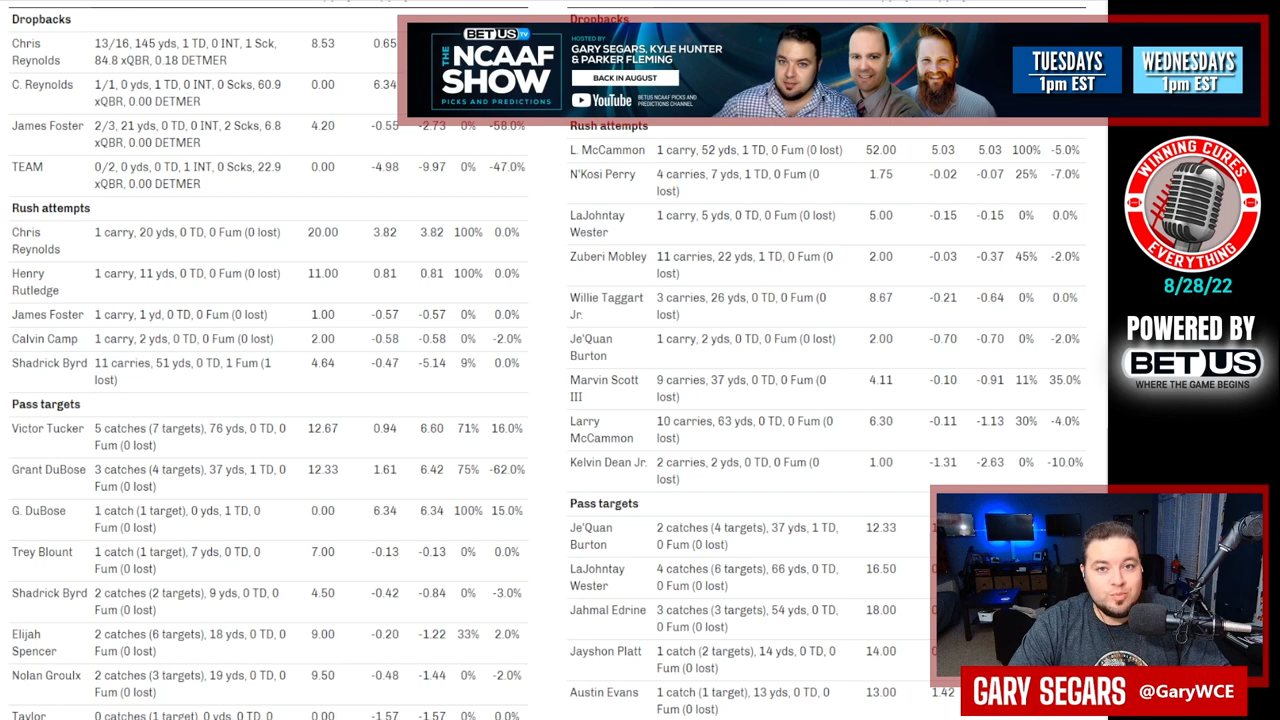 Dropbacks
Chris 13/16, 145 yds, 1 TD, 0 INT, 1 Sck, 8.53 0.65
Reynolds 84.8 xQBR, 0.18 DETMER
C. Reynolds 1/1, 0 yds, 1 TD, 0 INT, 0 Scks, 60.9 0.00 6.34
xQBR, 0.00 DETMER
James Foster 2/3, 21 yds, 0 TD, 0 INT, 2 Scks, 6.8 4.20 -0.55 -2.73 0% -58.0%
xQBR, 0.00 DETMER
TEAM 0/2, 0 yds, 0 TD, 1 INT, 0 Scks, 22.9 -4.98 -9.97 0% -47.0%
xQBR, 0.00 DETMER
Rush attempts
Chris 1 carry, 20 yds, 0 TD, 0 Fum (0 lost) 20.00 3.82 3.82 100% 0.0%
Reynolds
Henry 1 carry, 11 yds, 0 TD, 0 Fum (0 lost) 11.00 0.81 0.81 100% 0.0%
Rutledge
James Foster 1 carry, 1 yd, 0 TD, 0 Fum (0 lost) 1.00 -0.57 -0.57 0% 0.0%
Calvin Camp 1 carry, 2 yds, 0 TD, 0 Fum (0 lost) 2.00 -0.58 -0.58 0% -2.0%
Shadrick Byrd 11 carries, 51 yds, 0 TD, 1 Fum (1 4.64 -0.47 -5.14 9% 0.0%
lost)
Pass targets
Victor Tucker 5 catches (7 targets), 76 yds, 0 TD, 0 12.67 0.94 6.60 71% 16.0%
Fum (0 lost)
Grant DuBose 3 catches (4 targets), 37 yds, 1 TD, 0 12.33 1.61 6.42 75% -62.0%
Fum (0 lost)
G. DuBose 1 catch (1 target), 0 yds, 1 TD, 0 0.00 6.34 6.34 100% 15.0%
Fum (0 lost)
Trey Blount 1 catch (1 target), 7 yds, 0 TD, 0 7.00 -0.13 -0.13 0% 0.0%
Fum (0 lost)
Shadrick Byrd 2 catches (2 targets), 9 yds, 0 TD, 0 4.50 -0.42 -0.84 0% -3.0%
Fum (0 lost)
Elijah 2 catches (6 targets), 18 yds, 0 TD, 0 9.00 -0.20 -1.22 33% 2.0%
Spencer Fum (0 lost)
Nolan Groulx 2 catches (3 targets), 19 yds, 0 TD, 0 9.50 -0.48 -1.44 0% -2.0%
Fum (0 lost)
Taylor 0 catches (1 target), 0 yds, 0 TD, 0 0.00 -1.57 -1.57 0% 0.0%
Dropbacks
Rush attempts
L. McCammon 1 carry, 52 yds, 1 TD, 0 Fum (0 lost) 52.00 5.03 5.03 100% -5.0%
N'Kosi Perry 4 carries, 7 yds, 1 TD, 0 Fum (0 1.75 -0.02 -0.07 25% -7.0%
lost)
LaJohntay 1 carry, 5 yds, 0 TD, 0 Fum (0 lost) 5.00 -0.15 -0.15 0% 0.0%
Wester
Zuberi Mobley 11 carries, 22 yds, 1 TD, 0 Fum (0 2.00 -0.03 -0.37 45% -2.0%
lost)
Willie Taggart 3 carries, 26 yds, 0 TD, 0 Fum (0 8.67 -0.21 -0.64 0% 0.0%
Jr. lost)
Je'Quan 1 carry, 2 yds, 0 TD, 0 Fum (0 lost) 2.00 -0.70 -0.70 0% -2.0%
Burton
Marvin Scott 9 carries, 37 yds, 0 TD, 0 Fum (0 4.11 -0.10 -0.91 11% 35.0%
III lost)
Larry 10 carries, 63 yds, 0 TD, 0 Fum (0 6.30 -0.11 -1.13 30% -4.0%
McCammon lost)
Kelvin Dean Jr. 2 carries, 2 yds, 0 TD, 0 Fum (0 1.00 -1.31 -2.63 0% -10.0%
lost)
Pass targets
Je'Quan 2 catches (4 targets), 37 yds, 1 TD, 12.33
Burton 0 Fum (0 lost)
LaJohntay 4 catches (6 targets), 66 yds, 0 TD, 16.50
Wester 0 Fum (0 lost)
Jahmal Edrine 3 catches (3 targets), 54 yds, 0 TD, 18.00
0 Fum (0 lost)
Jayshon Platt 1 catch (2 targets), 14 yds, 0 TD, 14.00
0 Fum (0 lost)
Austin Evans 1 catch (1 target), 13 yds, 0 TD, 13.00 1.42
0 Fum (0 lost)
BETUS TV
THE NCAAF SHOW
PICKS AND PREDICTIONS
HOSTED BY
GARY SEGARS, KYLE HUNTER
& PARKER FLEMING
BACK IN AUGUST
YouTube BETUS NCAAF PICKS AND
PREDICTIONS CHANNEL
TUESDAYS
1pm EST
WEDNESDAYS
1pm EST
WINNING CURES
EVERYTHING
8/28/22
POWERED BY
BETUS
WHERE THE GAME BEGINS
GARY SEGARS @GaryWCE